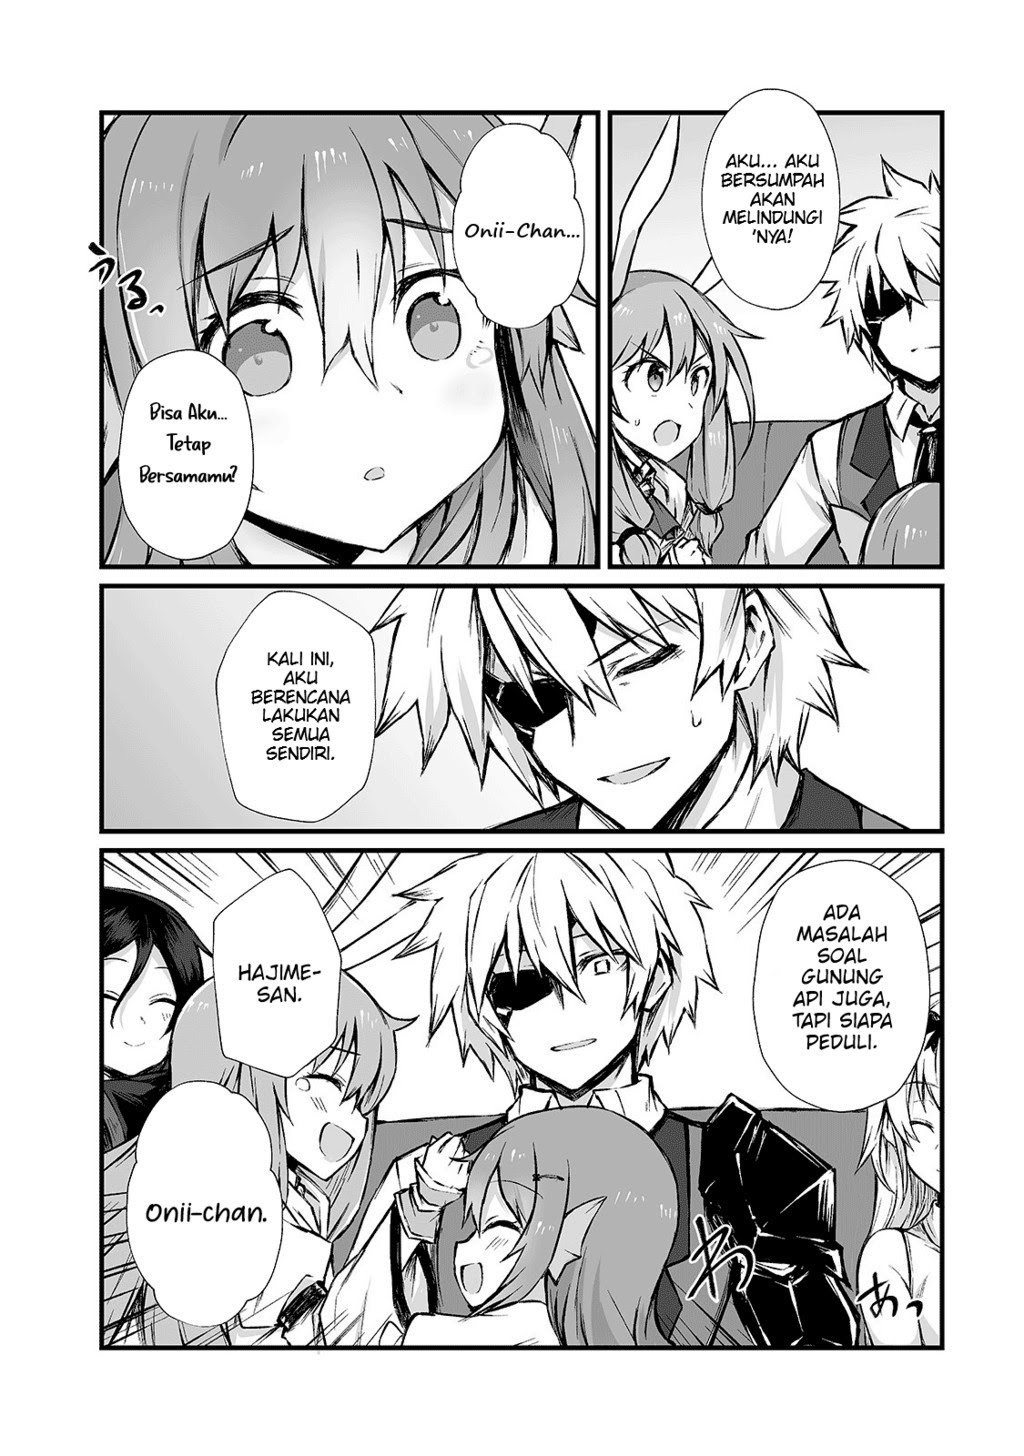 AKU... AKU
BERSUMPAH
AKAN
MELINDUNGI
'NYA!
Onii-Chan...
うる、
Bisa Aku...
Tetap
Bersamamu?
KALI INI,
AKU
BERENCANA
LAKUKAN
SEMUA
SENDIRI.
ADA
MASALAH
SOAL
GUNUNG
API JUGA,
TAPI SIAPA
PEDULI.
HAJIME-
SAN.
Onii-chan.
わ
あっ